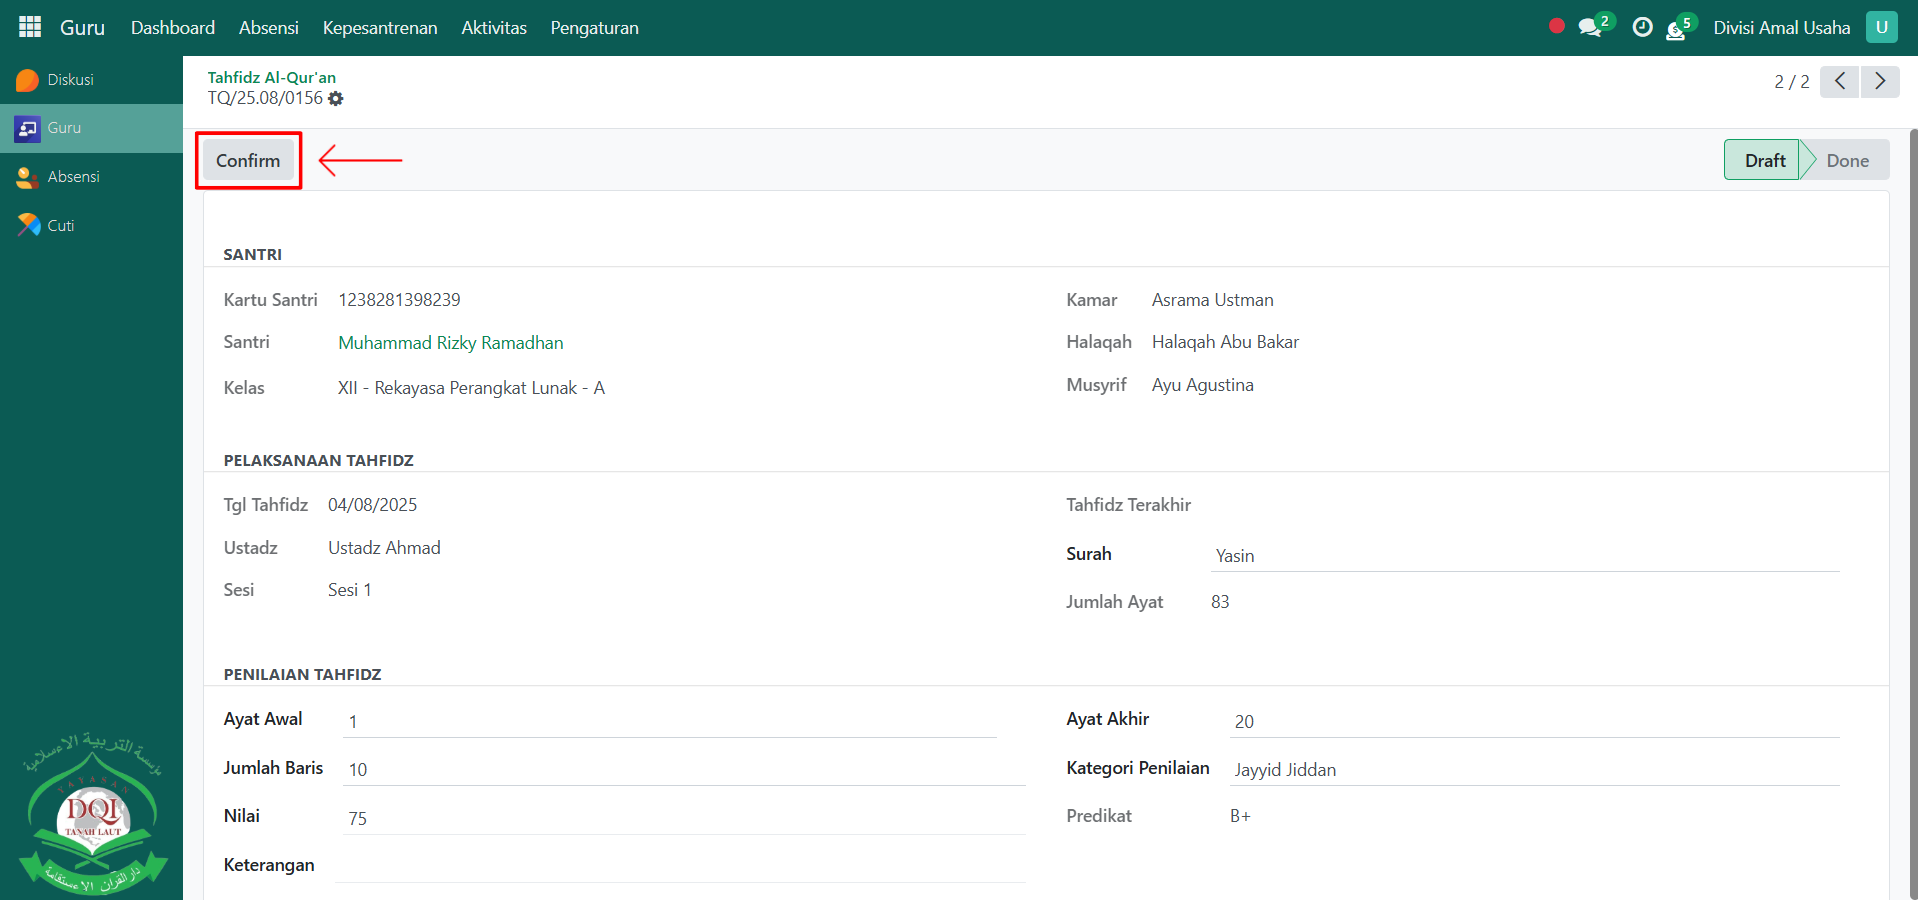 Guru Dashboard Absensi Kepesantrenan Aktivitas Pengaturan 2 5 Divisi Amal Usaha U
Diskusi
Guru
Absensi
Cuti
Tahfidz Al-Qur'an
TQ/25.08/0156
2 / 2
Confirm
Draft Done
SANTRI
Kartu Santri 1238281398239
Kamar Asrama Ustman
Santri Muhammad Rizky Ramadhan
Halaqah Halaqah Abu Bakar
Kelas XII - Rekayasa Perangkat Lunak - A
Musyrif Ayu Agustina
PELAKSANAAN TAHFIDZ
Tgl Tahfidz 04/08/2025
Tahfidz Terakhir
Ustadz Ustadz Ahmad
Surah Yasin
Sesi Sesi 1
Jumlah Ayat 83
PENILAIAN TAHFIDZ
Ayat Awal 1
Ayat Akhir 20
Jumlah Baris 10
Kategori Penilaian Jayyid Jiddan
Nilai 75
Predikat B+
Keterangan
مؤسسة التربية الإسلامية
YAYASAN
DQI
TANAH LAUT
دار القرآن الاستقامة